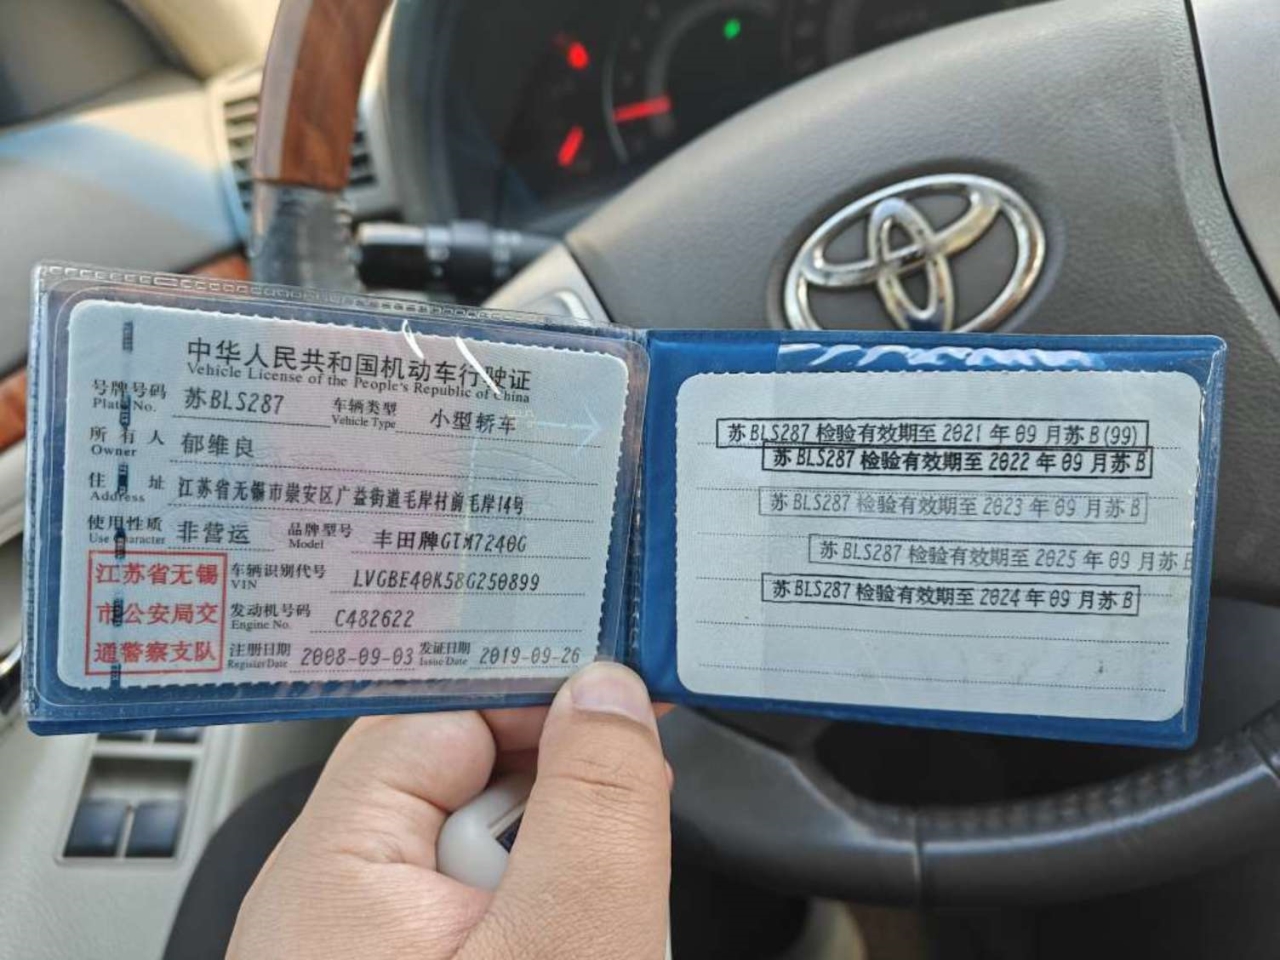 中华人民共和国机动车行驶证
Vehicle License of the People's Republic of China
号牌号码 苏BLS287 车辆类型 小型轿车
Plate No. Vehicle Type
所有人 郁维良
Owner
住址 江苏省无锡市崇安区广益街道毛岸村前毛岸14号
Address
使用性质 非营运 品牌型号 丰田牌GTM7240G
Use Character Model
江苏省无锡
市公安局交
通警察支队
车辆识别代号 LVGBE40K58G250899
VIN
发动机号码 C482622
Engine No.
注册日期 2008-09-03 发证日期 2019-09-26
Register Date Issue Date
苏BLS287 检验有效期至 2021 年 09 月苏 B (99)
苏BLS287 检验有效期至 2022 年 09 月苏 B
苏BLS287 检验有效期至 2023 年 09 月苏 B
苏BLS287 检验有效期至 2025 年 09 月苏 B
苏BLS287 检验有效期至 2024 年 09 月苏 B